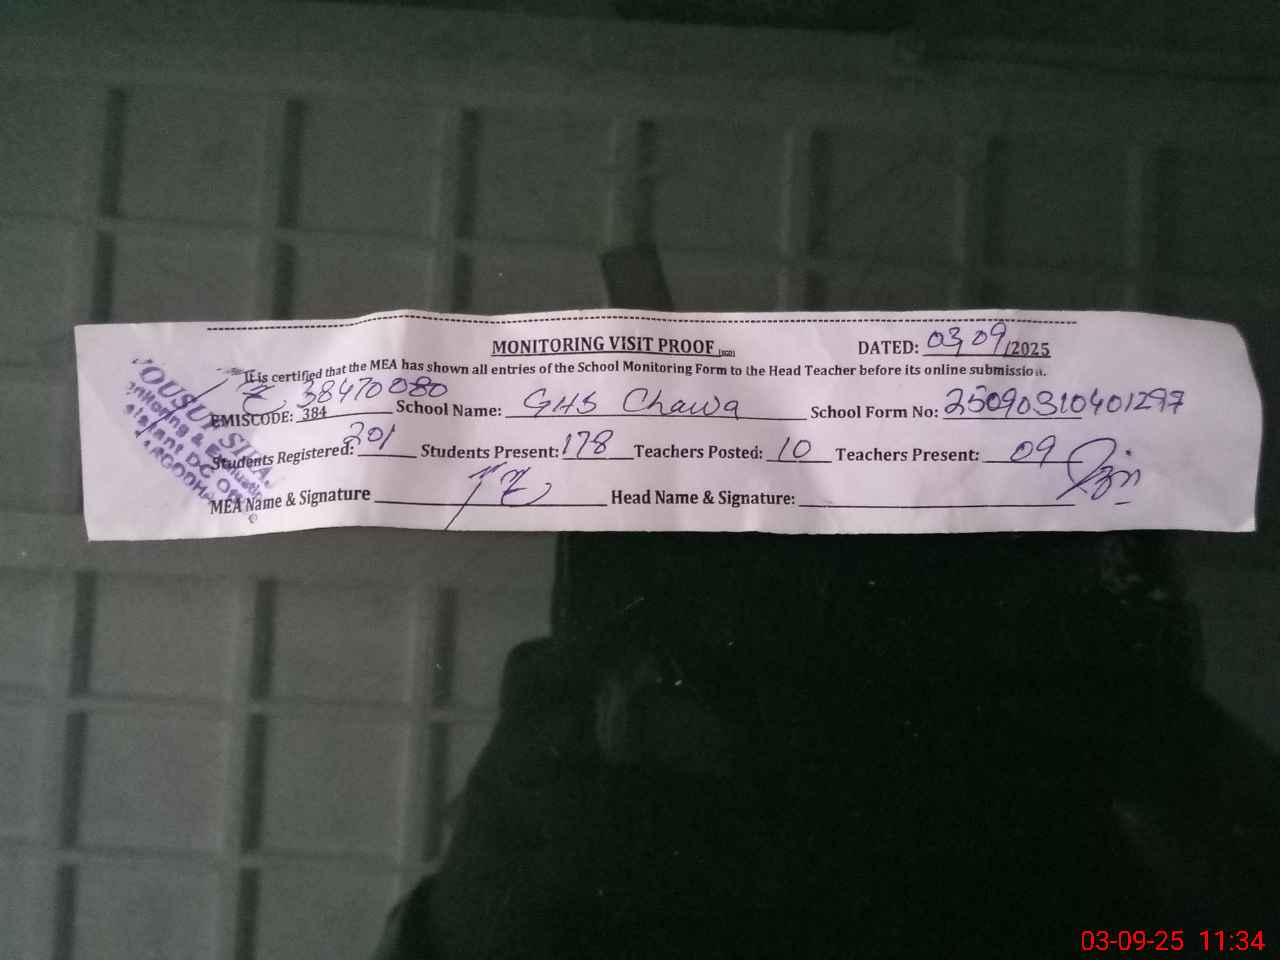 MONITORING VISIT PROOF
DATED: 03/09/2025
It is certified that the MEA has shown all entries of the School Monitoring Form to the Head Teacher before its online submission.
38470080
EMISCODE: 384 School Name: GHS Chawa School Form No: 25090310401297
Students Registered: 201 Students Present: 178 Teachers Posted: 10 Teachers Present: 09
MEA Name & Signature Head Name & Signature:
03-09-25 11:34